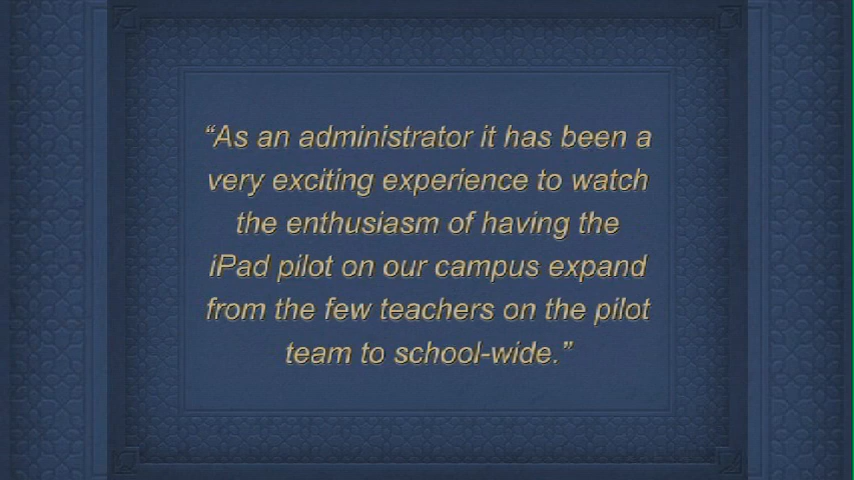 “As an administrator it has been a
very exciting experience to watch
the enthusiasm of having the
iPad pilot on our campus expand
from the few teachers on the pilot
team to school-wide.”